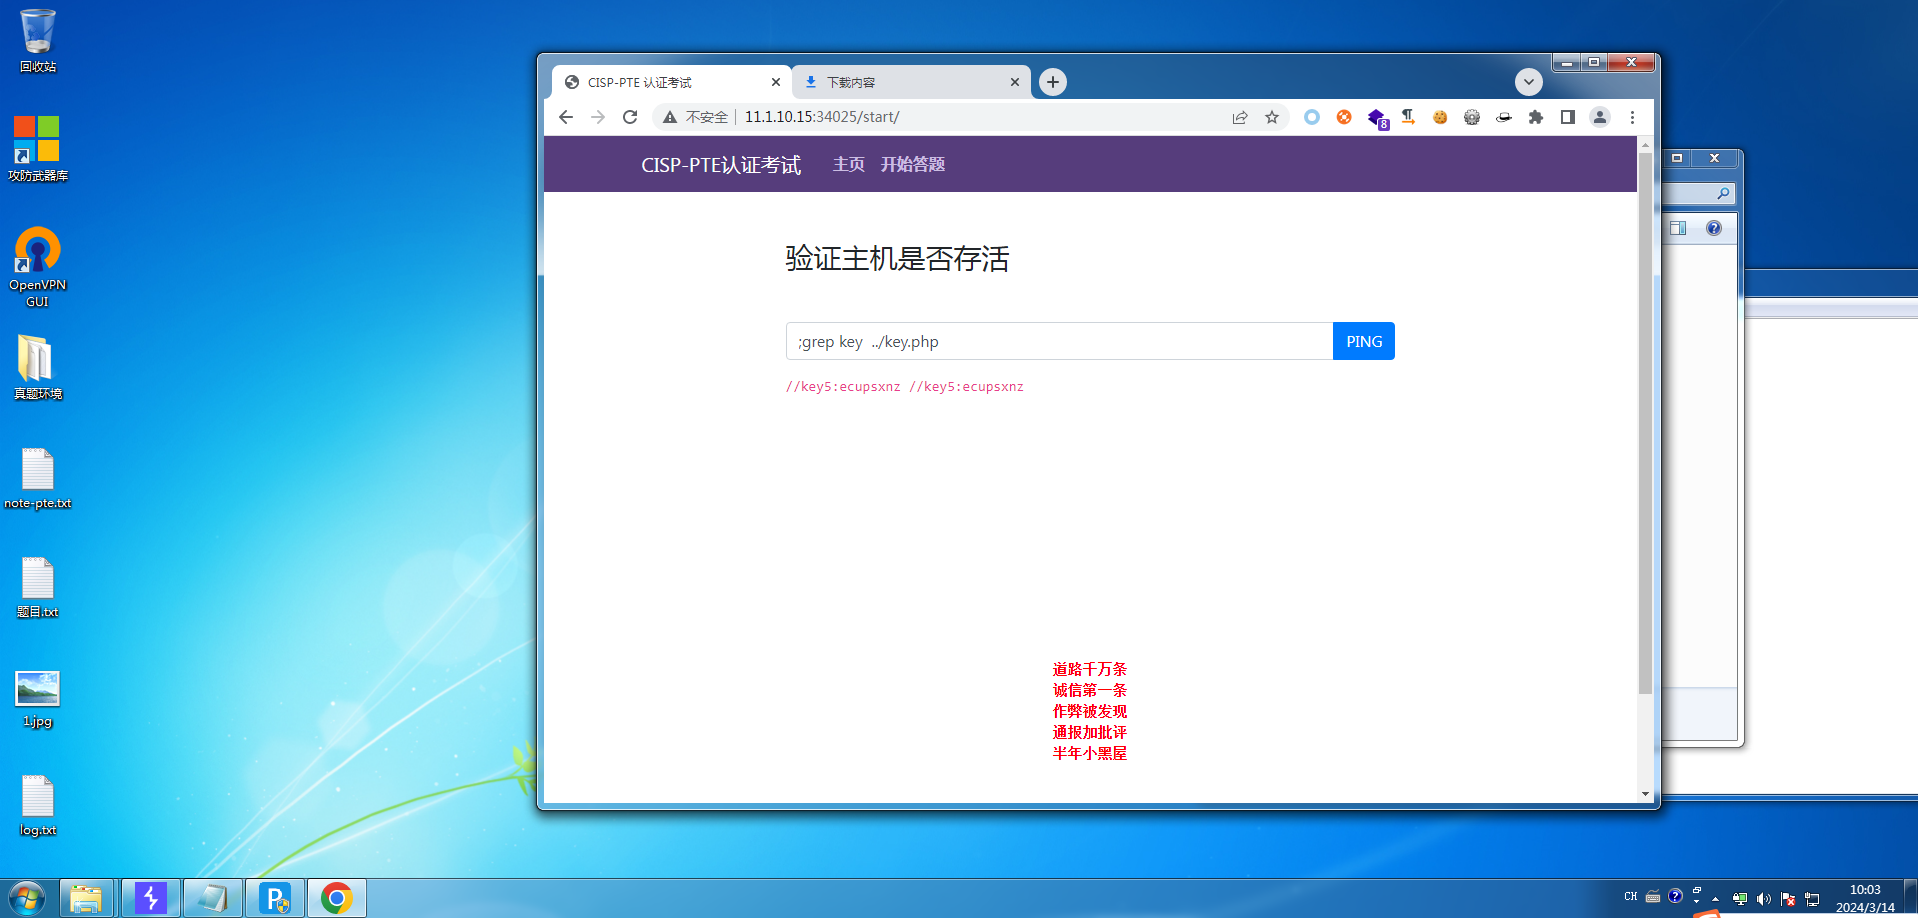 回收站
攻防武器库
OpenVPN
GUI
真题环境
note-pte.txt
题目.txt
1.jpg
log.txt
CISP-PTE 认证考试
下载内容
不安全
11.1.10.15:34025/start/
8
CISP-PTE认证考试
主页
开始答题
验证主机是否存活
;grep key  ../key.php
PING
//key5:ecupsxnz //key5:ecupsxnz
道路千万条
诚信第一条
作弊被发现
通报加批评
半年小黑屋
CH
10:03
2024/3/14